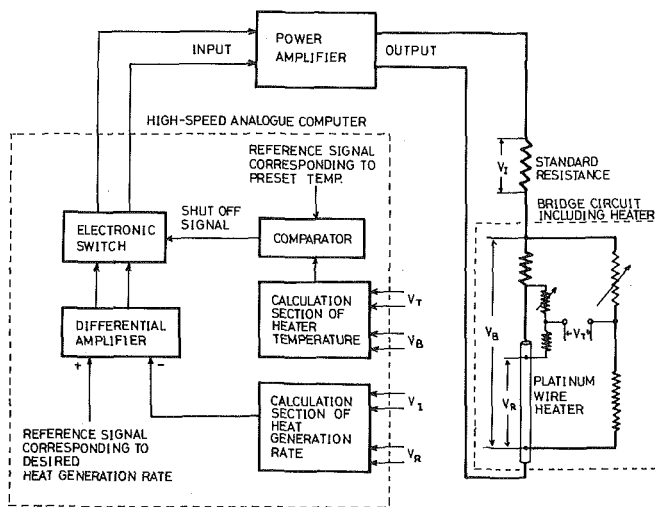 POWER
AMPLIFIER
INPUT
OUTPUT
HIGH-SPEED ANALOGUE COMPUTER
REFERENCE SIGNAL
CORRESPONDING TO
PRESET TEMP.
V_I
STANDARD
RESISTANCE
BRIDGE CIRCUIT
INCLUDING HEATER
ELECTRONIC
SWITCH
SHUT OFF
SIGNAL
COMPARATOR
CALCULATION
SECTION OF
HEATER
TEMPERATURE
V_T
V_B
DIFFERENTIAL
AMPLIFIER
+
−
V_B
V_T
V_R
PLATINUM
WIRE
HEATER
CALCULATION
SECTION OF
HEAT
GENERATION
RATE
V_I
V_R
REFERENCE SIGNAL
CORRESPONDING TO
DESIRED
HEAT GENERATION RATE